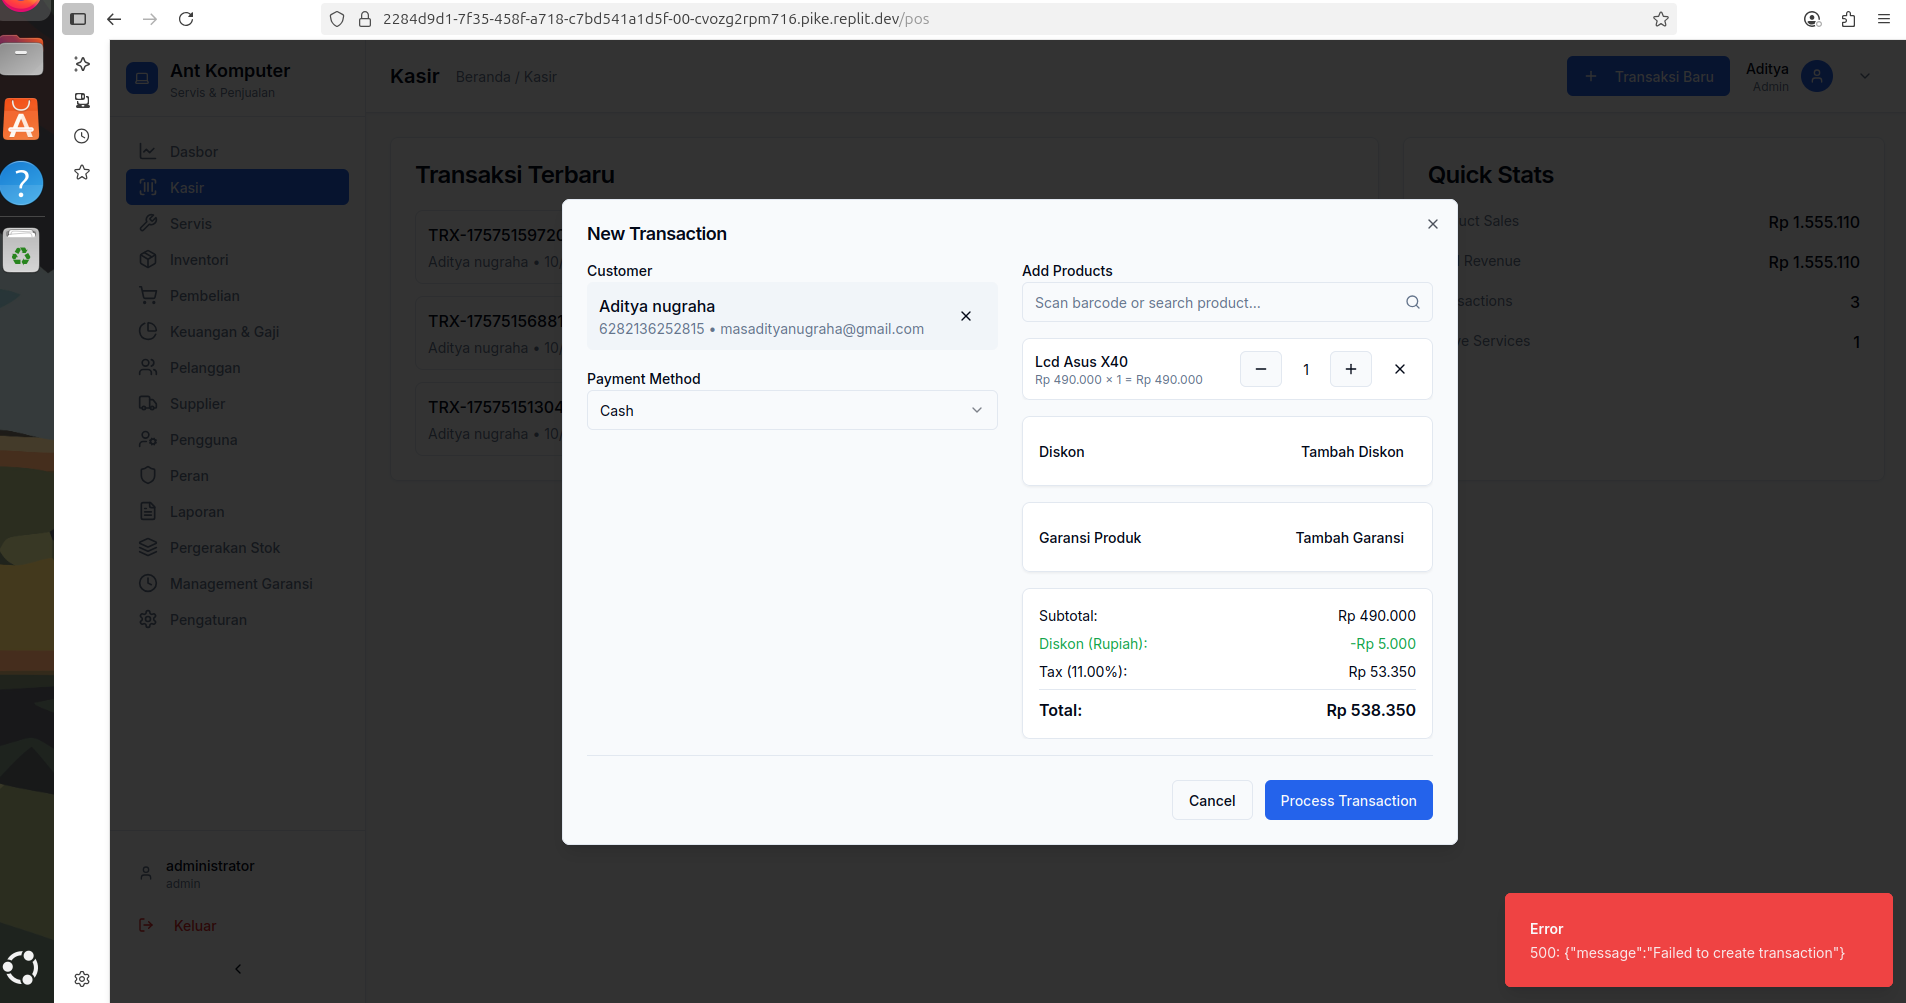 2284d9d1-7f35-458f-a718-c7bd541a1d5f-00-cvozg2rpm716.pike.replit.dev/pos
Ant Komputer
Servis & Penjualan
Kasir
Beranda / Kasir
+ Transaksi Baru
Aditya
Admin
Dasbor
Kasir
Servis
Inventori
Pembelian
Keuangan & Gaji
Pelanggan
Supplier
Pengguna
Peran
Laporan
Pergerakan Stok
Management Garansi
Pengaturan
administrator
admin
Keluar
Transaksi Terbaru
TRX-1757515972
Aditya nugraha • 10/
TRX-1757515688
Aditya nugraha • 10/
TRX-17575151304
Aditya nugraha • 10/
Quick Stats
uct Sales
Rp 1.555.110
Revenue
Rp 1.555.110
sactions
3
e Services
1
New Transaction
Customer
Aditya nugraha
6282136252815 • masadityanugraha@gmail.com
Payment Method
Cash
Add Products
Scan barcode or search product...
Lcd Asus X40
Rp 490.000 × 1 = Rp 490.000
1
Diskon
Tambah Diskon
Garansi Produk
Tambah Garansi
Subtotal:
Rp 490.000
Diskon (Rupiah):
-Rp 5.000
Tax (11.00%):
Rp 53.350
Total:
Rp 538.350
Cancel
Process Transaction
Error
500: {"message":"Failed to create transaction"}